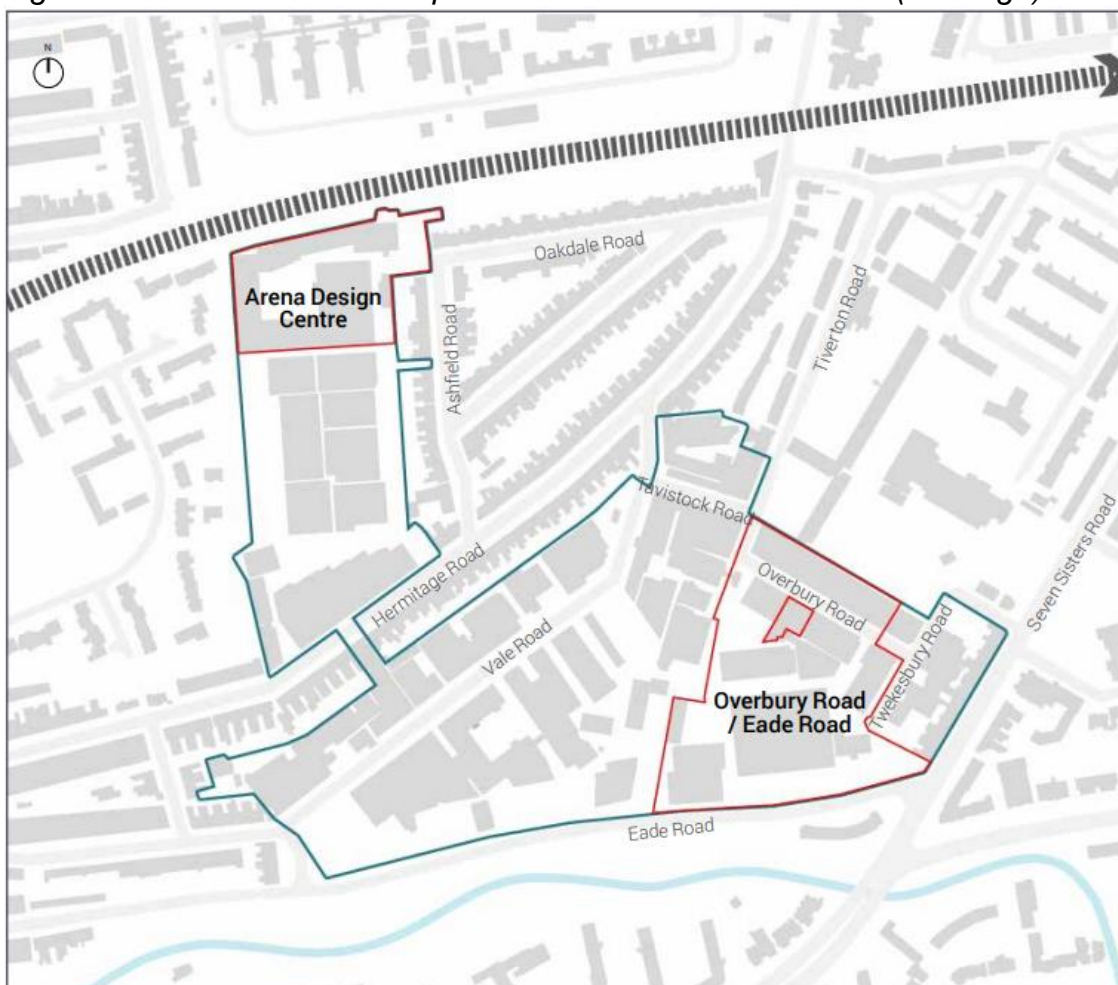 N
Oakdale Road
Arena Design
Centre
Ashfield Road
Tiverton Road
Tavistock Road
Seven Sisters Road
Hermitage Road
Overbury Road
Vale Road
Twekesbury Road
Overbury Road
/ Eade Road
Eade Road